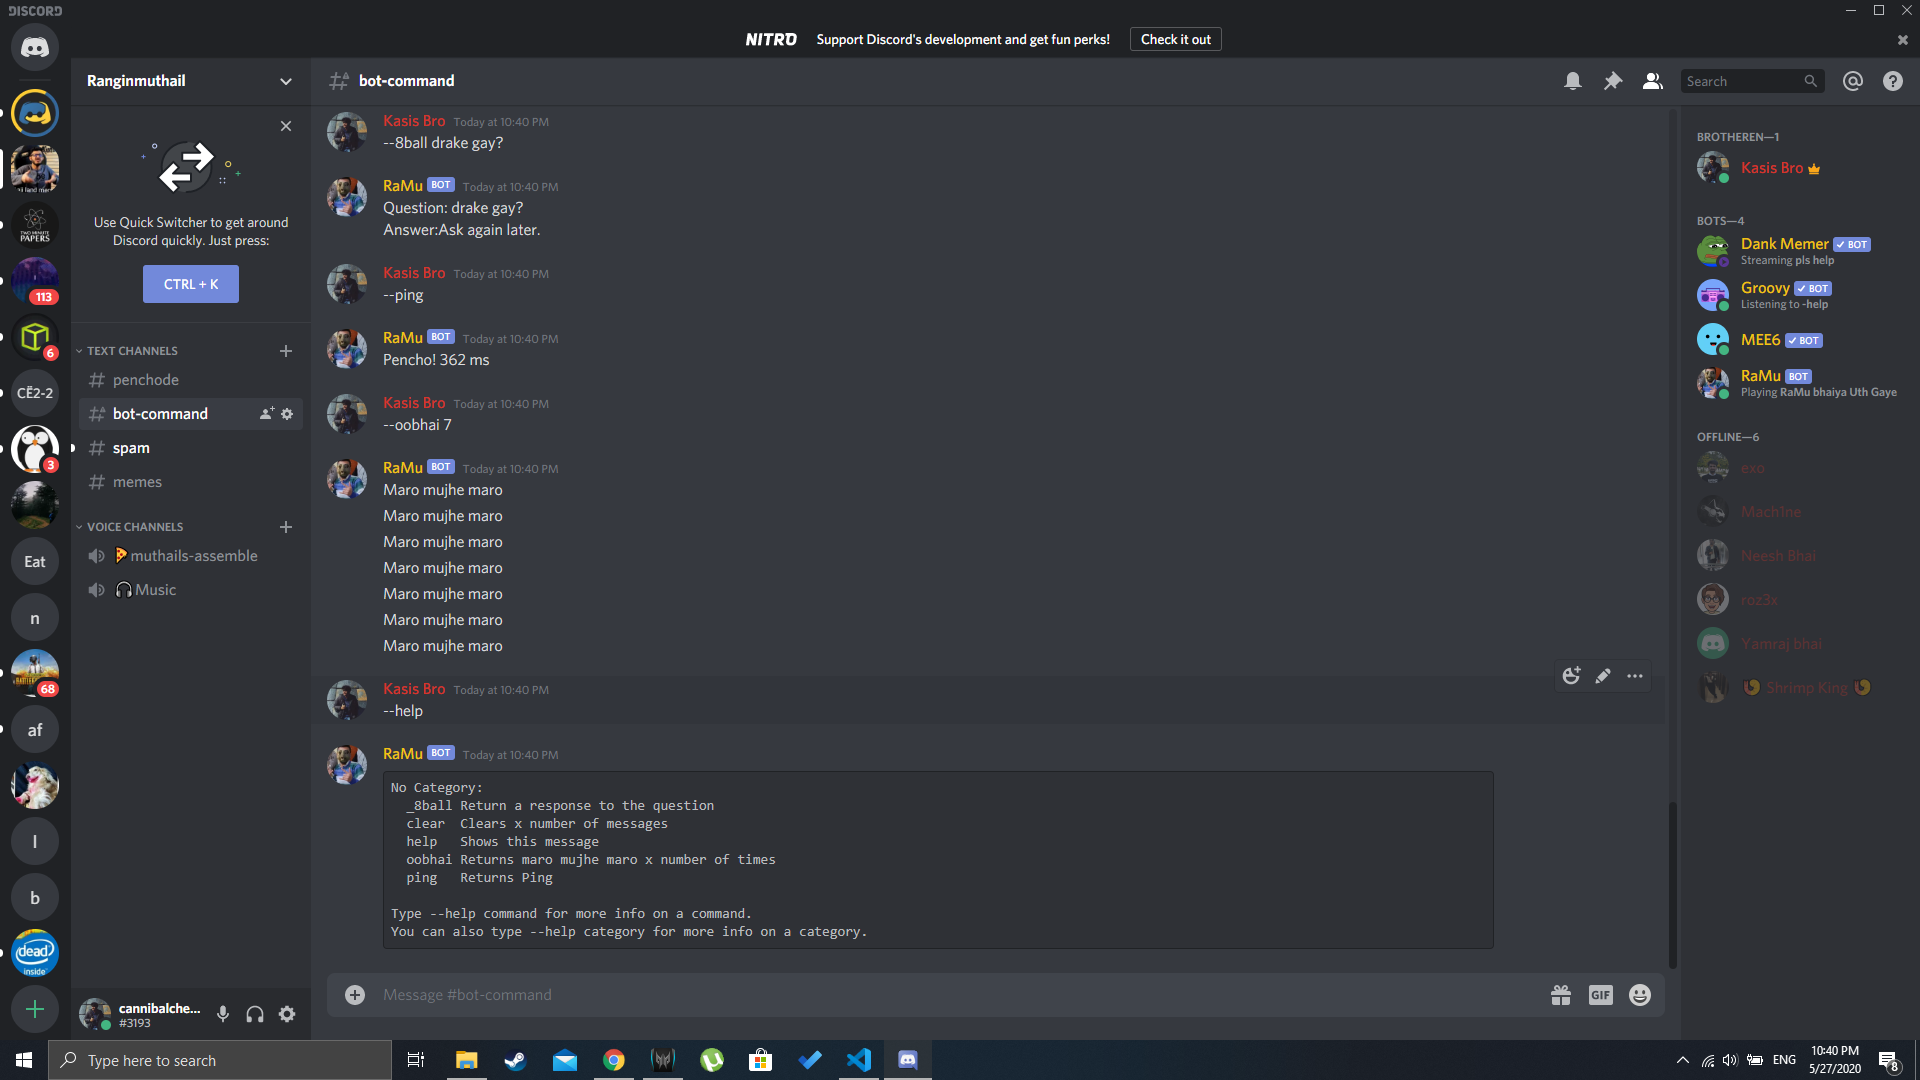 DISCORD
NITRO Support Discord's development and get fun perks! Check it out
Ranginmuthail
Use Quick Switcher to get around
Discord quickly. Just press:
CTRL + K
TEXT CHANNELS
penchode
bot-command
spam
memes
VOICE CHANNELS
muthails-assemble
Music
cannibalche...
#3193
TWO MINUTE
PAPERS
113
6
CË2-2
3
Eat
n
68
af
l
b
dead
inside
bot-command
Search
Kasis Bro Today at 10:40 PM
--8ball drake gay?
RaMu BOT Today at 10:40 PM
Question: drake gay?
Answer:Ask again later.
Kasis Bro Today at 10:40 PM
--ping
RaMu BOT Today at 10:40 PM
Pencho! 362 ms
Kasis Bro Today at 10:40 PM
--oobhai 7
RaMu BOT Today at 10:40 PM
Maro mujhe maro
Maro mujhe maro
Maro mujhe maro
Maro mujhe maro
Maro mujhe maro
Maro mujhe maro
Maro mujhe maro
Kasis Bro Today at 10:40 PM
--help
RaMu BOT Today at 10:40 PM
No Category:
_8ball Return a response to the question
clear Clears x number of messages
help Shows this message
oobhai Returns maro mujhe maro x number of times
ping Returns Ping
Type --help command for more info on a command.
You can also type --help category for more info on a category.
Message #bot-command
GIF
BROTHEREN—1
Kasis Bro
BOTS—4
Dank Memer BOT
Streaming pls help
Groovy BOT
Listening to -help
MEE6 BOT
RaMu BOT
Playing RaMu bhaiya Uth Gaye
OFFLINE—6
exo
Mach1ne
Neesh Bhai
roz3x
Yamraj bhai
Shrimp King
Type here to search
ENG
10:40 PM
5/27/2020
8